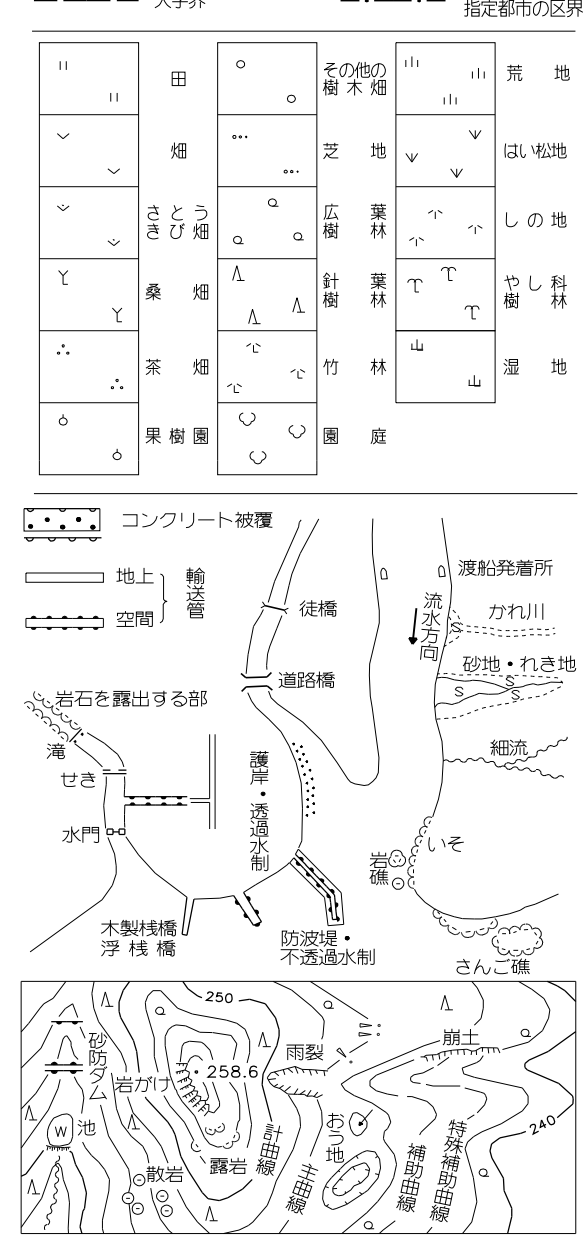 大字界
指定都市の区界
田
その他の
樹木畑
荒地
畑
芝地
はい松地
さとう
きび畑
広葉
樹林
しの地
桑畑
針葉
樹林
やし科
樹林
茶畑
竹林
湿地
果樹園
園庭
コンクリート被覆
地上
空間
輸送管
徒橋
道路橋
渡船発着所
流水方向
かれ川
砂地・れき地
細流
岩石を露出する部
滝
せき
水門
護岸・透過水制
いそ
岩礁
木製桟橋
浮桟橋
防波堤・
不透過水制
さんご礁
250
砂防ダム
岩がけ
258.6
雨裂
崩土
池
W
散岩
露岩
計曲線
主曲線
おう地
補助曲線
特殊補助曲線
240